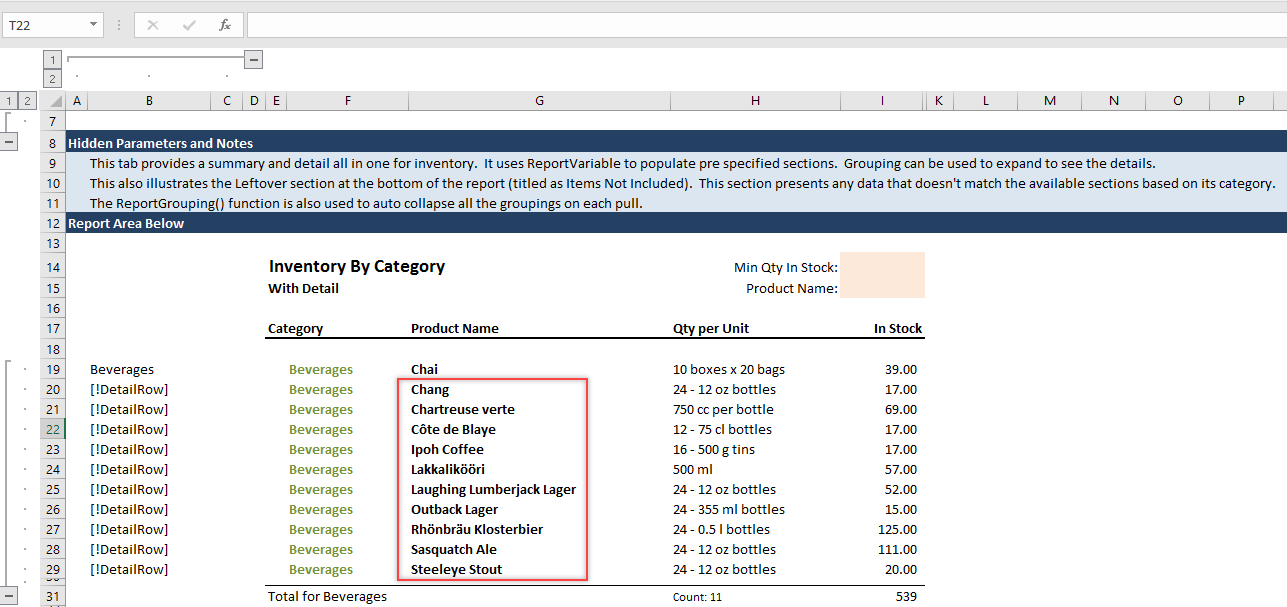 T22 fx
1
2
1 2 A B C D E F G H I K L M N O P
7
8 Hidden Parameters and Notes
9 This tab provides a summary and detail all in one for inventory. It uses ReportVariable to populate pre specified sections. Grouping can be used to expand to see the details.
10 This also illustrates the Leftover section at the bottom of the report (titled as Items Not Included). This section presents any data that doesn't match the available sections based on its category.
11 The ReportGrouping() function is also used to auto collapse all the groupings on each pull.
12 Report Area Below
13
14 Inventory By Category Min Qty In Stock:
15 With Detail Product Name:
16
17 Category Product Name Qty per Unit In Stock
18
19 Beverages Beverages Chai 10 boxes x 20 bags 39.00
20 [!DetailRow] Beverages Chang 24 - 12 oz bottles 17.00
21 [!DetailRow] Beverages Chartreuse verte 750 cc per bottle 69.00
22 [!DetailRow] Beverages Côte de Blaye 12 - 75 cl bottles 17.00
23 [!DetailRow] Beverages Ipoh Coffee 16 - 500 g tins 17.00
24 [!DetailRow] Beverages Lakkalikööri 500 ml 57.00
25 [!DetailRow] Beverages Laughing Lumberjack Lager 24 - 12 oz bottles 52.00
26 [!DetailRow] Beverages Outback Lager 24 - 355 ml bottles 15.00
27 [!DetailRow] Beverages Rhönbräu Klosterbier 24 - 0.5 l bottles 125.00
28 [!DetailRow] Beverages Sasquatch Ale 24 - 12 oz bottles 111.00
29 [!DetailRow] Beverages Steeleye Stout 24 - 12 oz bottles 20.00
31 Total for Beverages Count: 11 539